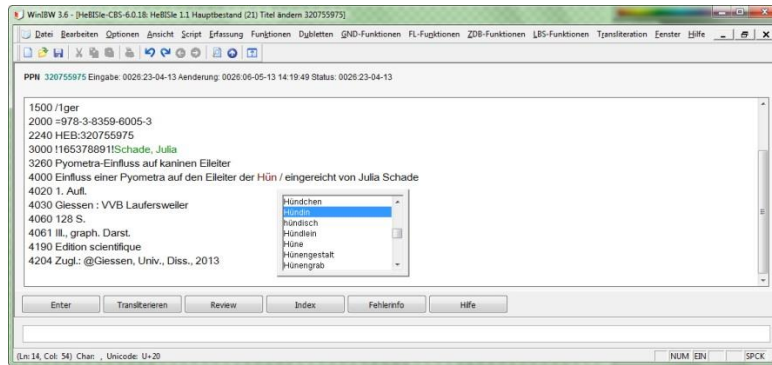 WinIBW 3.6 - [HeBISle-CBS-6.0.18: HeBISle 1.1 Hauptbestand (21) Titel ändern 320755975]
Datei Bearbeiten Optionen Ansicht Script Erfassung Funktionen Dubletten GND-Funktionen FL-Funktionen ZDB-Funktionen LBS-Funktionen Transliteration Fenster Hilfe
PPN 320755975 Eingabe: 0026:23-04-13 Aenderung: 0026:06-05-13 14:19:49 Status: 0026:23-04-13
1500 /1ger
2000 =978-3-8359-6005-3
2240 HEB:320755975
3000 !165378891!Schade, Julia
3260 Pyometra-Einfluss auf kaninen Eileiter
4000 Einfluss einer Pyometra auf den Eileiter der Hün / eingereicht von Julia Schade
4020 1. Aufl.
4030 Giessen : VVB Laufersweiler
4060 128 S.
4061 Ill., graph. Darst.
4190 Edition scientifique
4204 Zugl.: @Giessen, Univ., Diss., 2013
Hündchen
Hündin
hündisch
Hündlein
Hüne
Hünengestalt
Hünengrab
Enter Transliterieren Review Index Fehlerinfo Hilfe
(Ln: 14, Col: 54) Char: , Unicode: U+20 NUM EIN SPCK